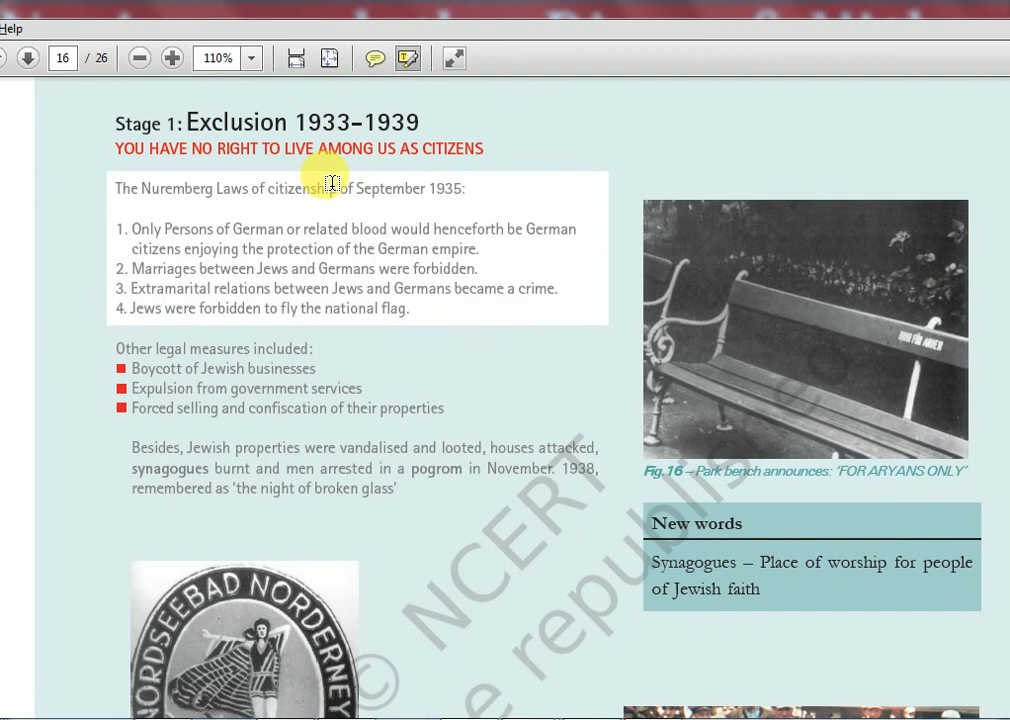 Help
16 / 26
110%
Stage 1: Exclusion 1933–1939
YOU HAVE NO RIGHT TO LIVE AMONG US AS CITIZENS
The Nuremberg Laws of citizenship of September 1935:
1. Only Persons of German or related blood would henceforth be German
citizens enjoying the protection of the German empire.
2. Marriages between Jews and Germans were forbidden.
3. Extramarital relations between Jews and Germans became a crime.
4. Jews were forbidden to fly the national flag.
Other legal measures included:
Boycott of Jewish businesses
Expulsion from government services
Forced selling and confiscation of their properties
Besides, Jewish properties were vandalised and looted, houses attacked,
synagogues burnt and men arrested in a pogrom in November. 1938,
remembered as ‘the night of broken glass’
Fig.16 – Park bench announces: ‘FOR ARYANS ONLY’
New words
Synagogues – Place of worship for people
of Jewish faith
NORDSEEBAD NORDERNEY
© NCERT
e republis